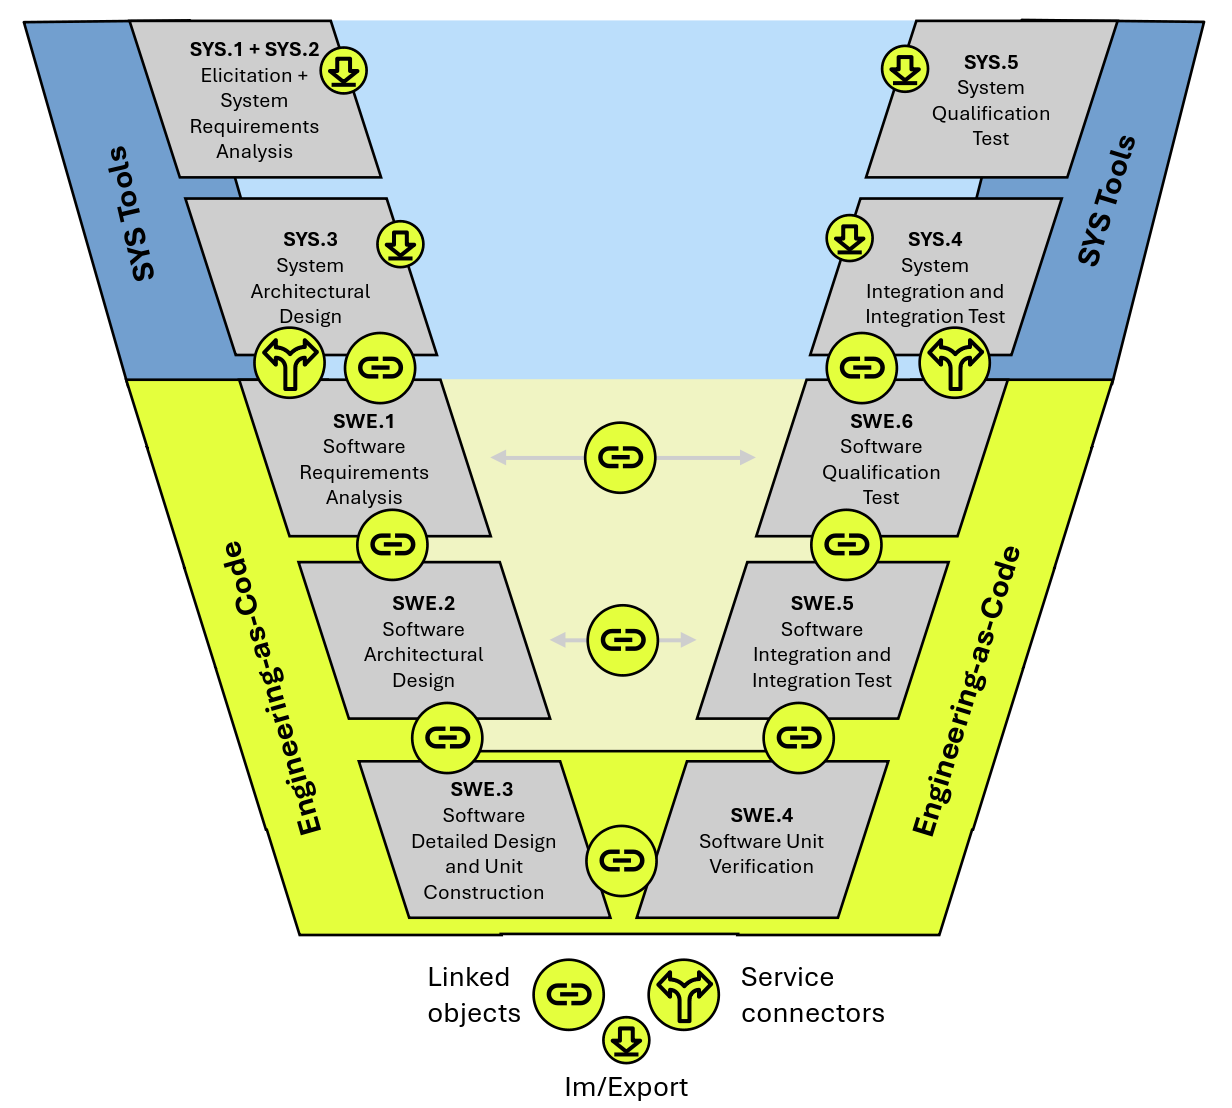 SYS.1 + SYS.2
Elicitation +
System
Requirements
Analysis
SYS.5
System
Qualification
Test
SYS Tools
SYS Tools
SYS.3
System
Architectural
Design
SYS.4
System
Integration and
Integration Test
SWE.1
Software
Requirements
Analysis
SWE.6
Software
Qualification
Test
Engineering-as-Code
Engineering-as-Code
SWE.2
Software
Architectural
Design
SWE.5
Software
Integration and
Integration Test
SWE.3
Software
Detailed Design
and Unit
Construction
SWE.4
Software Unit
Verification
Linked
objects
Service
connectors
Im/Export